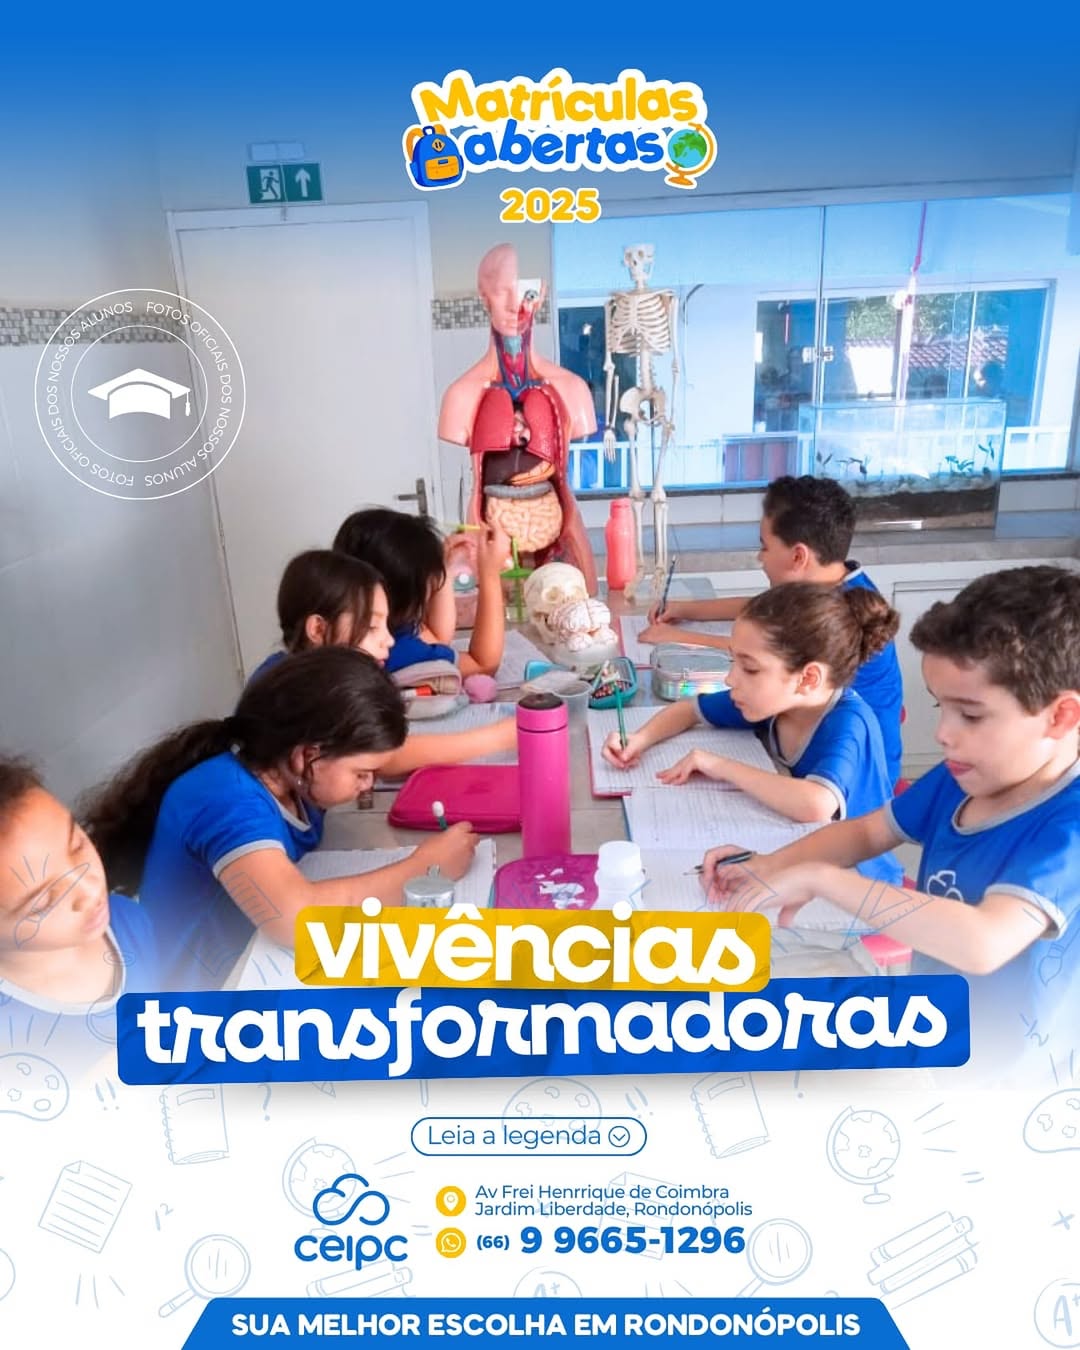 Matrículas
abertas
2025
FOTOS OFICIAIS DOS NOSSOS ALUNOS FOTOS OFICIAIS DOS NOSSOS ALUNOS
vivências
transformadoras
Leia a legenda
ceipc
Av Frei Henrrique de Coimbra
Jardim Liberdade, Rondonópolis
(66) 9 9665-1296
SUA MELHOR ESCOLHA EM RONDONÓPOLIS
A+
A+